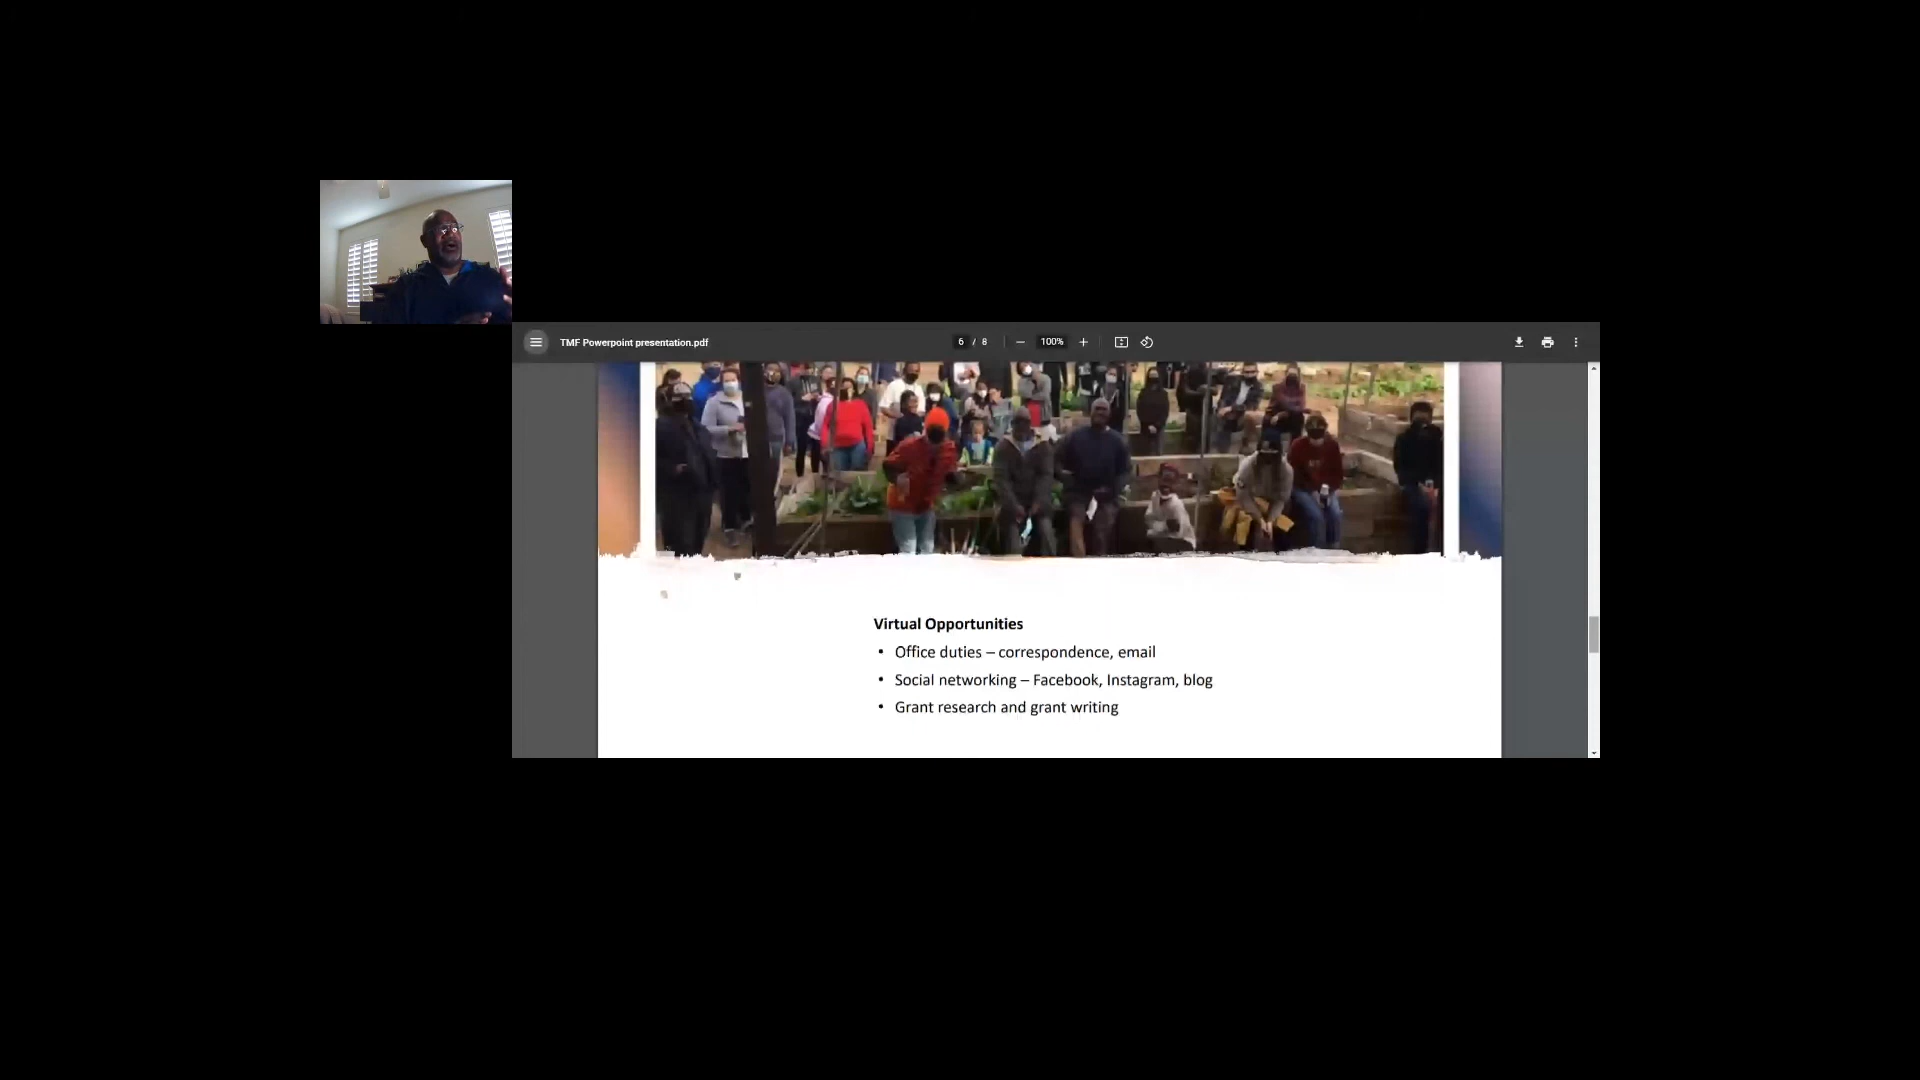 TMF Powerpoint presentation.pdf
6 / 8
100%
Virtual Opportunities
• Office duties – correspondence, email
• Social networking – Facebook, Instagram, blog
• Grant research and grant writing